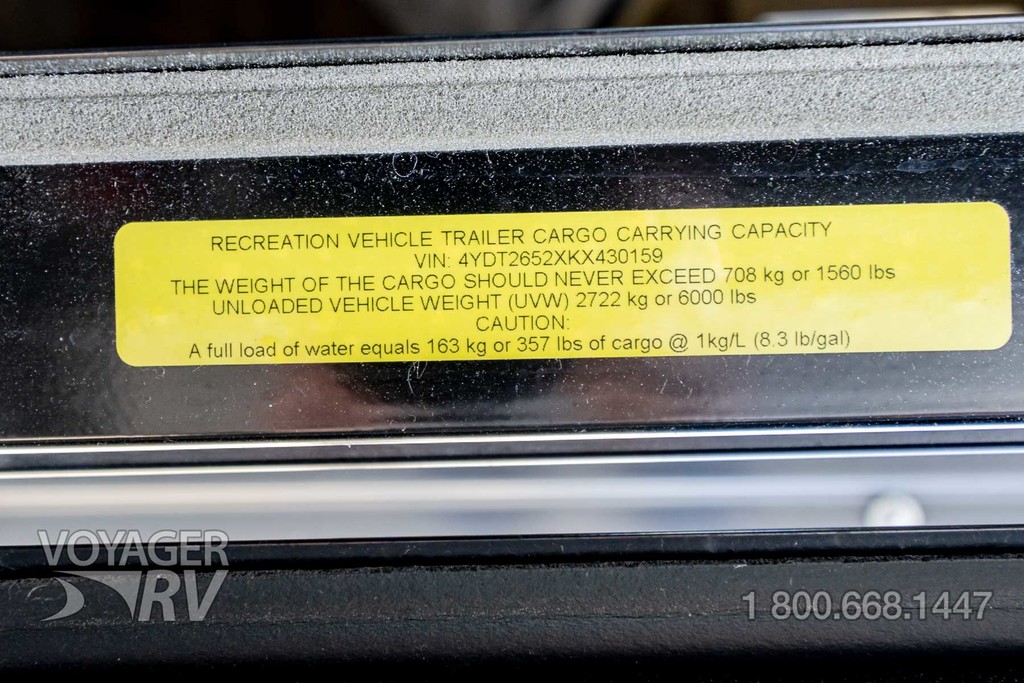 RECREATION VEHICLE TRAILER CARGO CARRYING CAPACITY
VIN: 4YDT2652XKX430159
THE WEIGHT OF THE CARGO SHOULD NEVER EXCEED 708 kg or 1560 lbs
UNLOADED VEHICLE WEIGHT (UVW) 2722 kg or 6000 lbs
CAUTION:
A full load of water equals 163 kg or 357 lbs of cargo @ 1kg/L (8.3 lb/gal)
VOYAGER
RV
1 800.668.1447